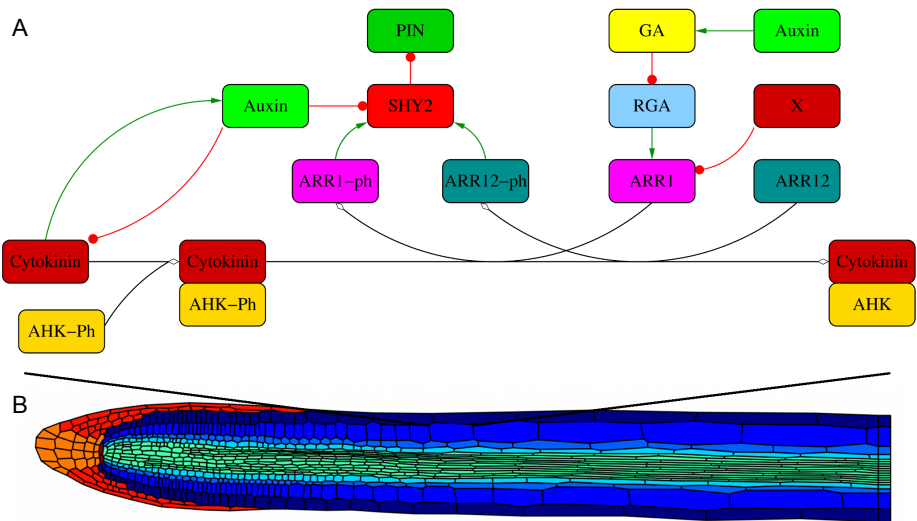 A
PIN
GA
Auxin
Auxin
SHY2
RGA
X
ARR1−ph
ARR12−ph
ARR1
ARR12
Cytokinin
Cytokinin
Cytokinin
AHK−Ph
AHK−Ph
AHK
B